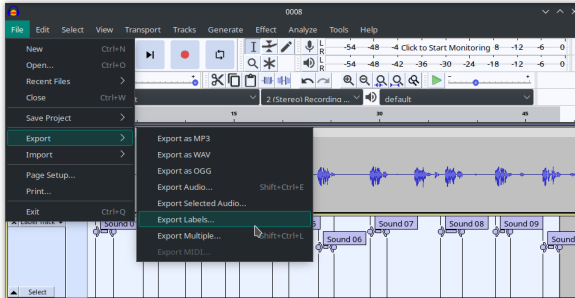 0008
File Edit Select View Transport Tracks Generate Effect Analyze Tools Help
New Ctrl+N
Open... Ctrl+O
Recent Files
Close Ctrl+W
Save Project
Export
Import
Page Setup...
Print...
Exit Ctrl+Q
Export as MP3
Export as WAV
Export as OGG
Export Audio... Shift+Ctrl+E
Export Selected Audio...
Export Labels...
Export Multiple... Shift+Ctrl+L
Export MIDI...
L R -54 -48 -4 Click to Start Monitoring 8 -12 -6 0
L R -54 -48 -42 -36 -30 -24 -18 -12 -6 0
2 (Stereo) Recording ... default
15 30 45
Sound 06 Sound 07 Sound 08 Sound 09 Sound
Select